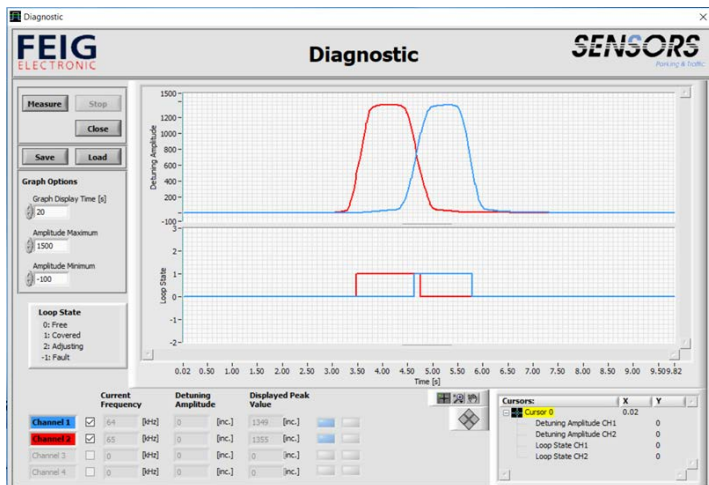 Diagnostic
FEIG
ELECTRONIC
Diagnostic
SENSORS
Parking & Traffic
Measure Stop
Close
Save Load
Graph Options
Graph Display Time [s]
20
Amplitude Maximum
1500
Amplitude Minimum
-100
Loop State
0: Free
1: Covered
2: Adjusting
-1: Fault
Detuning Amplitude
1500
1400
1200
1000
800
600
400
200
-100
Loop State
3
2
1
0
-1
-2
0.02 0.50 1.00 1.50 2.00 2.50 3.00 3.50 4.00 4.50 5.00 5.50 6.00 6.50 7.00 7.50 8.00 8.50 9.00 9.50 9.82
Time [s]
Current Frequency Detuning Amplitude Displayed Peak Value
Channel 1 64 [kHz] 0 [inc.] 1349 [inc.]
Channel 2 65 [kHz] 0 [inc.] 1355 [inc.]
Channel 3 0 [kHz] 0 [inc.] 0 [inc.]
Channel 4 0 [kHz] 0 [inc.] 0 [inc.]
Cursors: X Y
Cursor 0 0.02
Detuning Amplitude CH1 0
Detuning Amplitude CH2 0
Loop State CH1 0
Loop State CH2 0